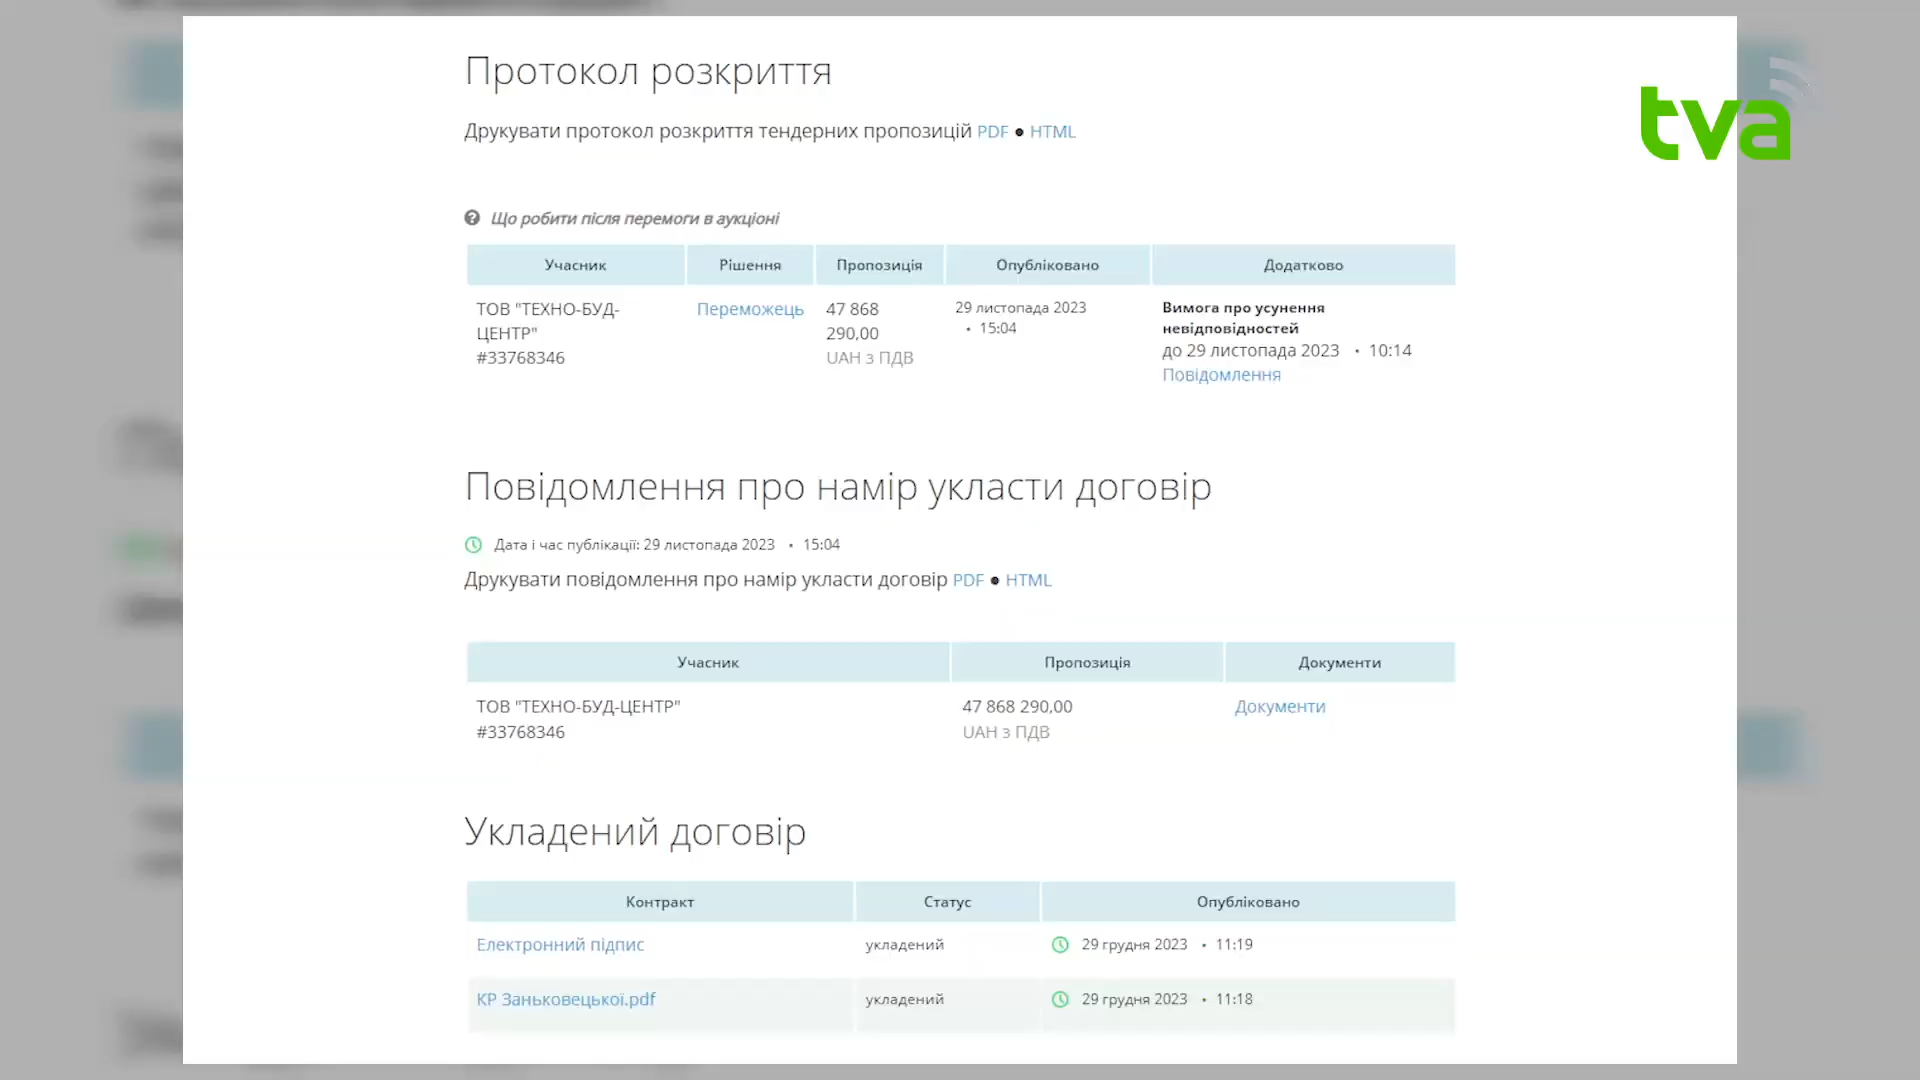 Протокол розкриття
tva
Друкувати протокол розкриття тендерних пропозицій PDF ● HTML
Що робити після перемоги в аукціоні
Учасник Рішення Пропозиція Опубліковано Додатково
ТОВ "ТЕХНО-БУД- Переможець 47 868 29 листопада 2023 Вимога про усунення
ЦЕНТР" 290,00 • 15:04 невідповідностей
#33768346 UAH з ПДВ до 29 листопада 2023 • 10:14
Повідомлення
Повідомлення про намір укласти договір
Дата і час публікації: 29 листопада 2023 • 15:04
Друкувати повідомлення про намір укласти договір PDF ● HTML
Учасник Пропозиція Документи
ТОВ "ТЕХНО-БУД-ЦЕНТР" 47 868 290,00 Документи
#33768346 UAH з ПДВ
Укладений договір
Контракт Статус Опубліковано
Електронний підпис укладений 29 грудня 2023 • 11:19
КР Заньковецької.pdf укладений 29 грудня 2023 • 11:18